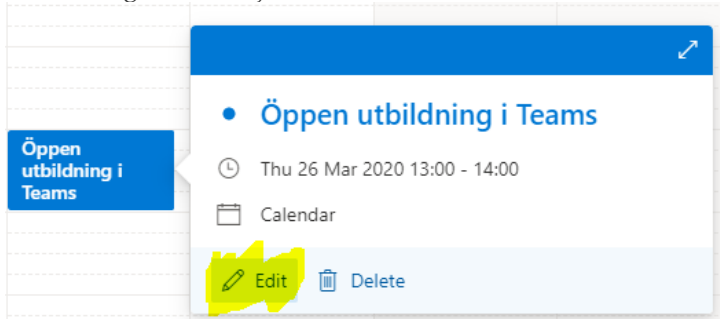 Öppen
utbildning i
Teams
Öppen utbildning i Teams
Thu 26 Mar 2020 13:00 - 14:00
Calendar
Edit
Delete